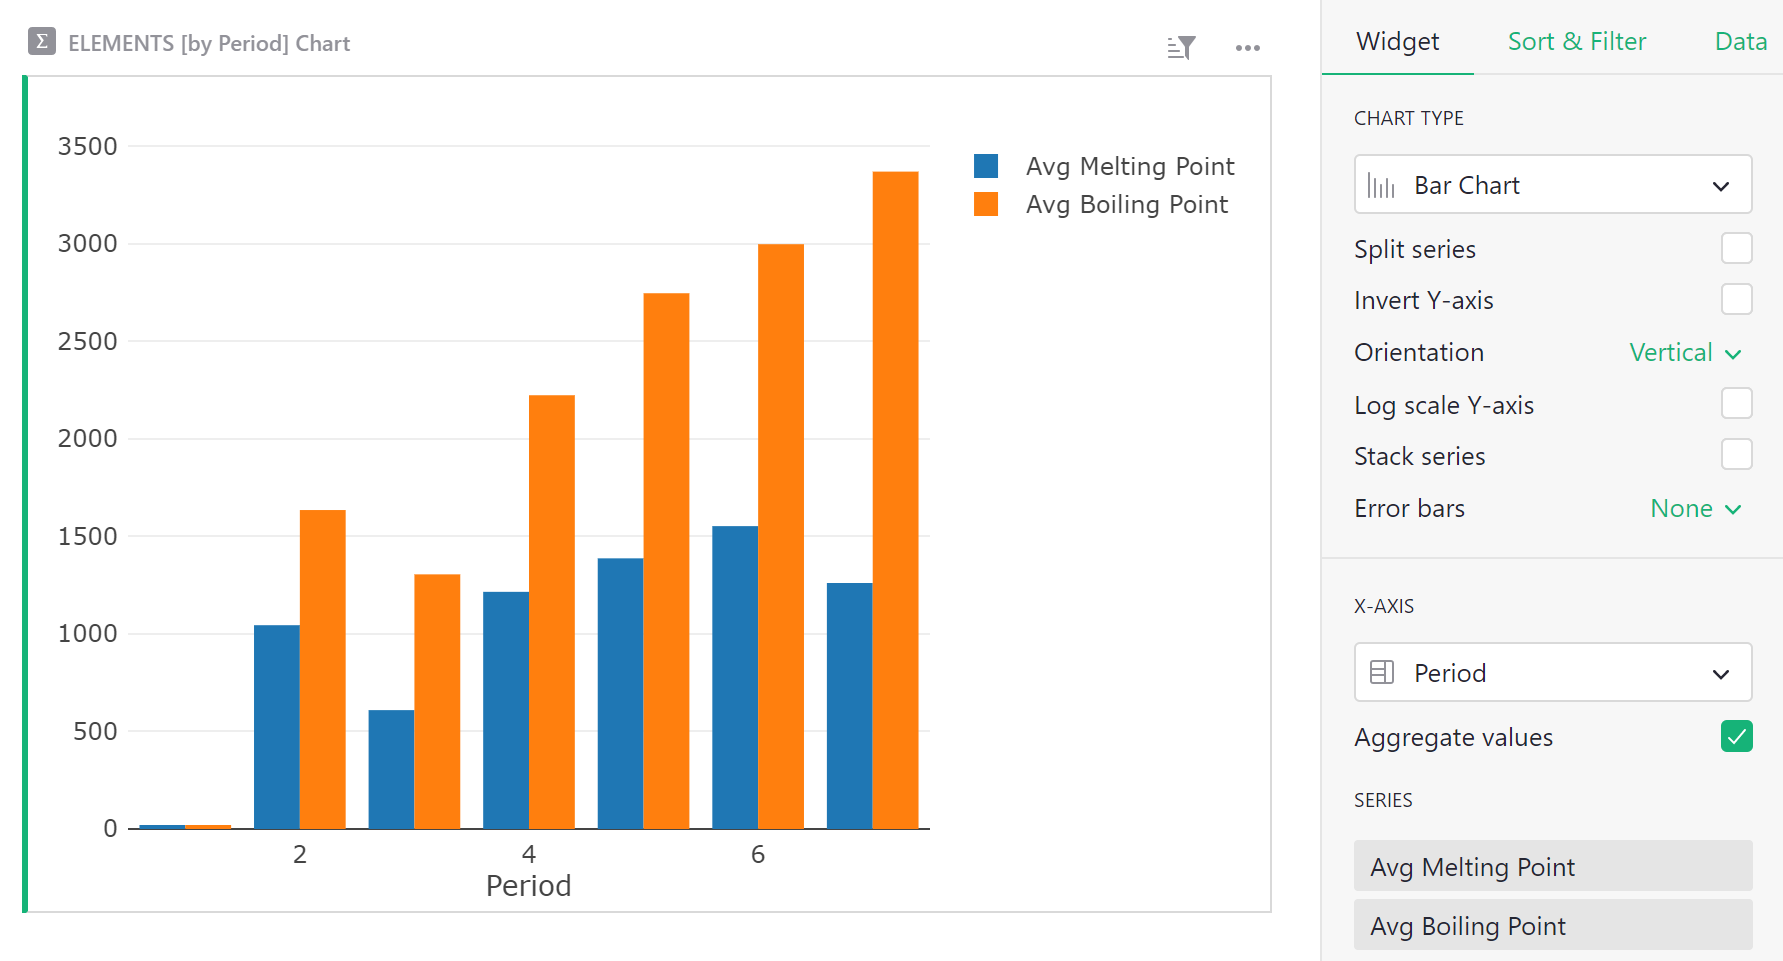 Σ ELEMENTS [by Period] Chart
3500
3000
2500
2000
1500
1000
500
0
2 4 6
Period
Avg Melting Point
Avg Boiling Point
Widget Sort & Filter Data
CHART TYPE
Bar Chart
Split series
Invert Y-axis
Orientation Vertical
Log scale Y-axis
Stack series
Error bars None
X-AXIS
Period
Aggregate values
SERIES
Avg Melting Point
Avg Boiling Point